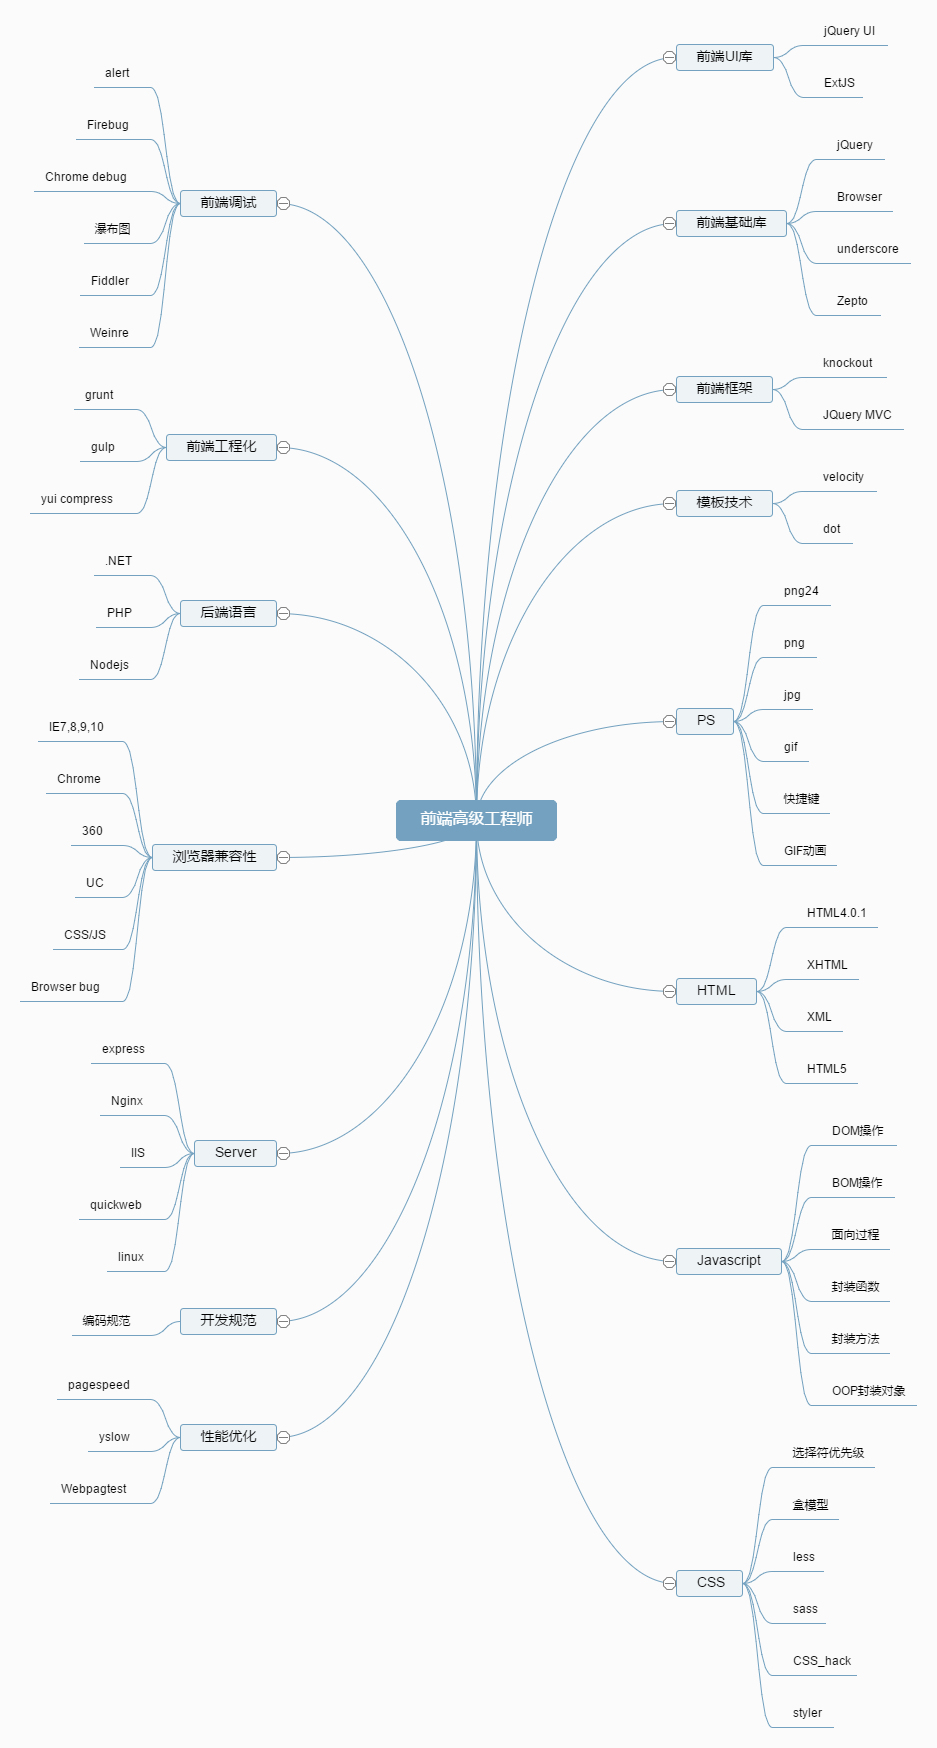 前端高级工程师
前端UI库
jQuery UI
ExtJS
前端基础库
jQuery
Browser
underscore
Zepto
前端框架
knockout
JQuery MVC
模板技术
velocity
dot
PS
png24
png
jpg
gif
快捷键
GIF动画
HTML
HTML4.0.1
XHTML
XML
HTML5
Javascript
DOM操作
BOM操作
面向过程
封装函数
封装方法
OOP封装对象
CSS
选择符优先级
盒模型
less
sass
CSS_hack
styler
前端调试
alert
Firebug
Chrome debug
瀑布图
Fiddler
Weinre
前端工程化
grunt
gulp
yui compress
后端语言
.NET
PHP
Nodejs
浏览器兼容性
IE7,8,9,10
Chrome
360
UC
CSS/JS
Browser bug
Server
express
Nginx
IIS
quickweb
linux
开发规范
编码规范
性能优化
pagespeed
yslow
Webpagtest